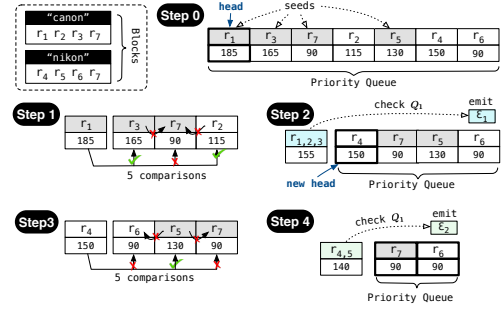 "canon"
r1 r2 r3 r7
"nikon"
r4 r5 r6 r7
Blocks
Step 0
head
seeds
r1 r3 r7 r2 r5 r4 r6
185 165 90 115 130 150 90
Priority Queue
Step 1
r1 r3 r7 r2
185 165 90 115
5 comparisons
Step 2
check Q1
emit
ε1
r1,2,3 r4 r7 r5 r6
155 150 90 130 90
new head
Priority Queue
Step3
r4 r6 r5 r7
150 90 130 90
5 comparisons
Step 4
check Q1
emit
ε2
r4,5 r7 r6
140 90 90
Priority Queue